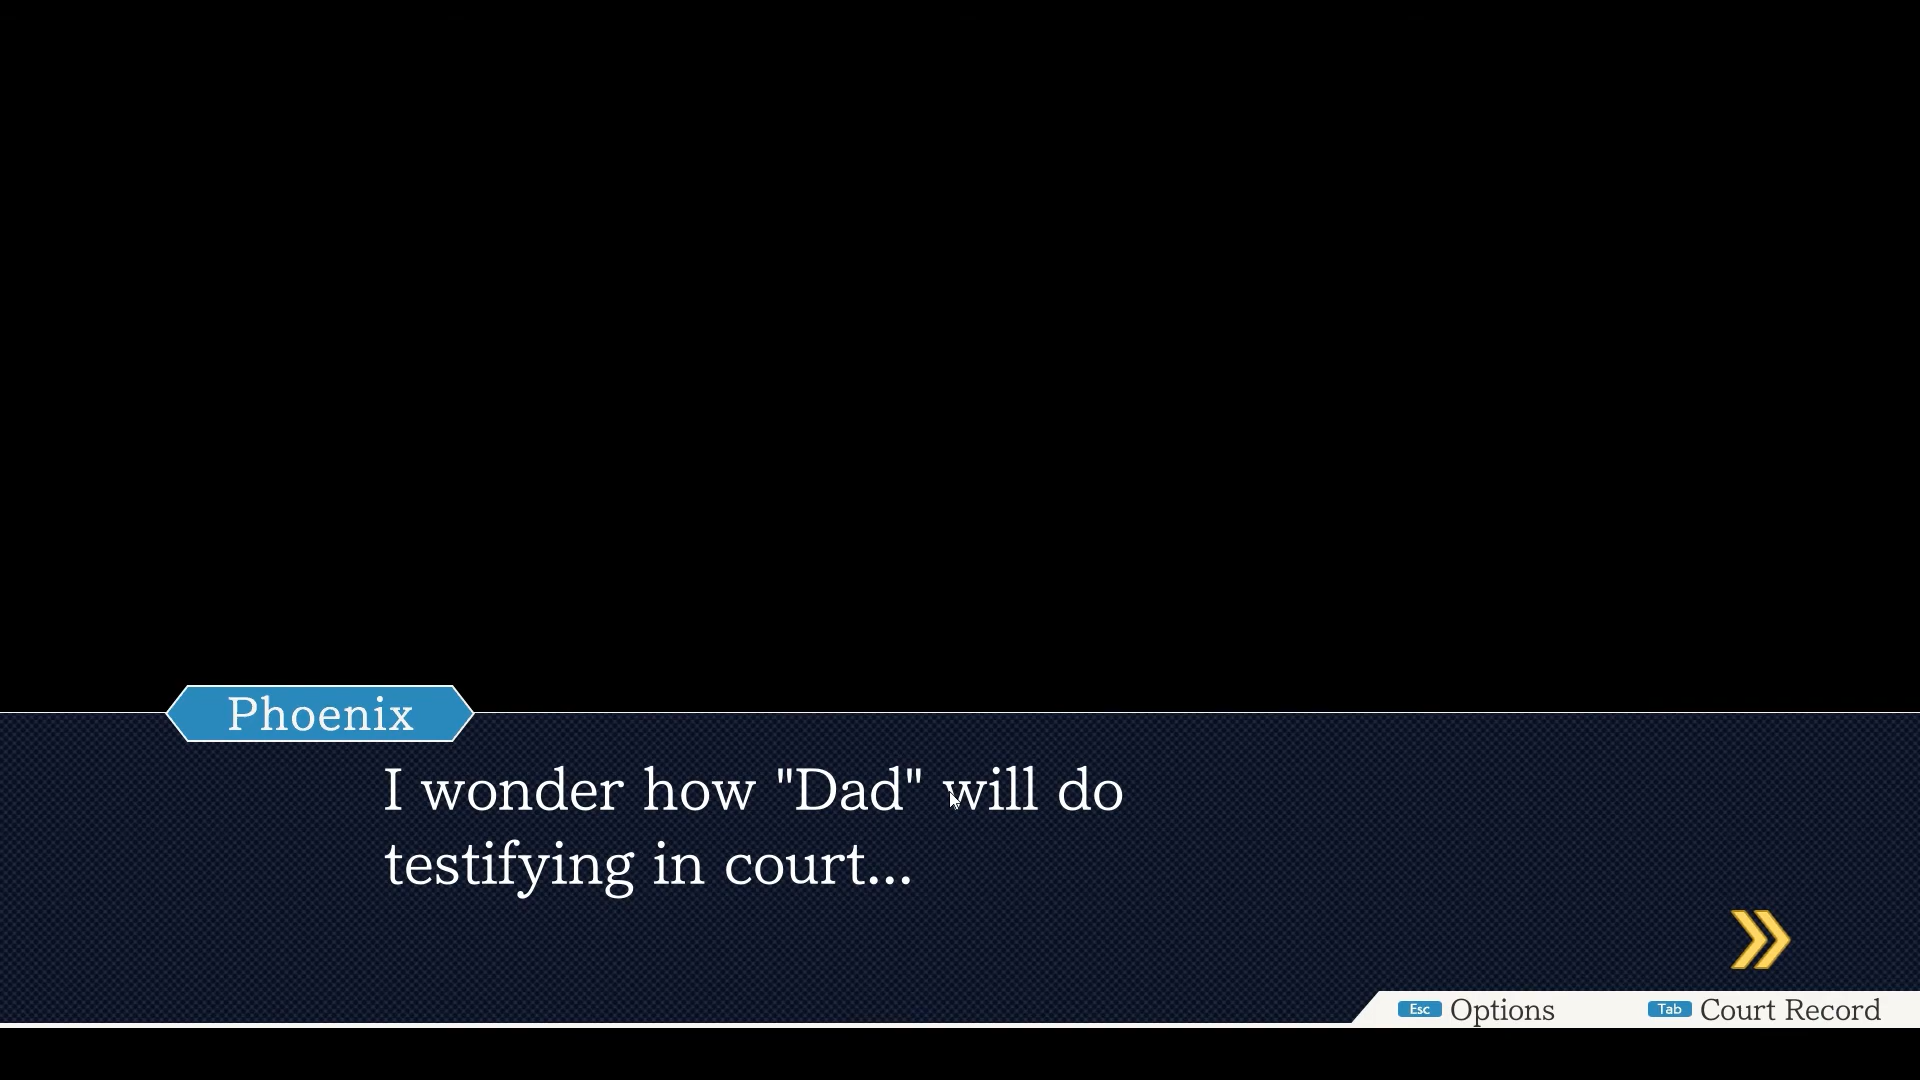 Phoenix
I wonder how "Dad" will do
testifying in court...
Esc Options Tab Court Record